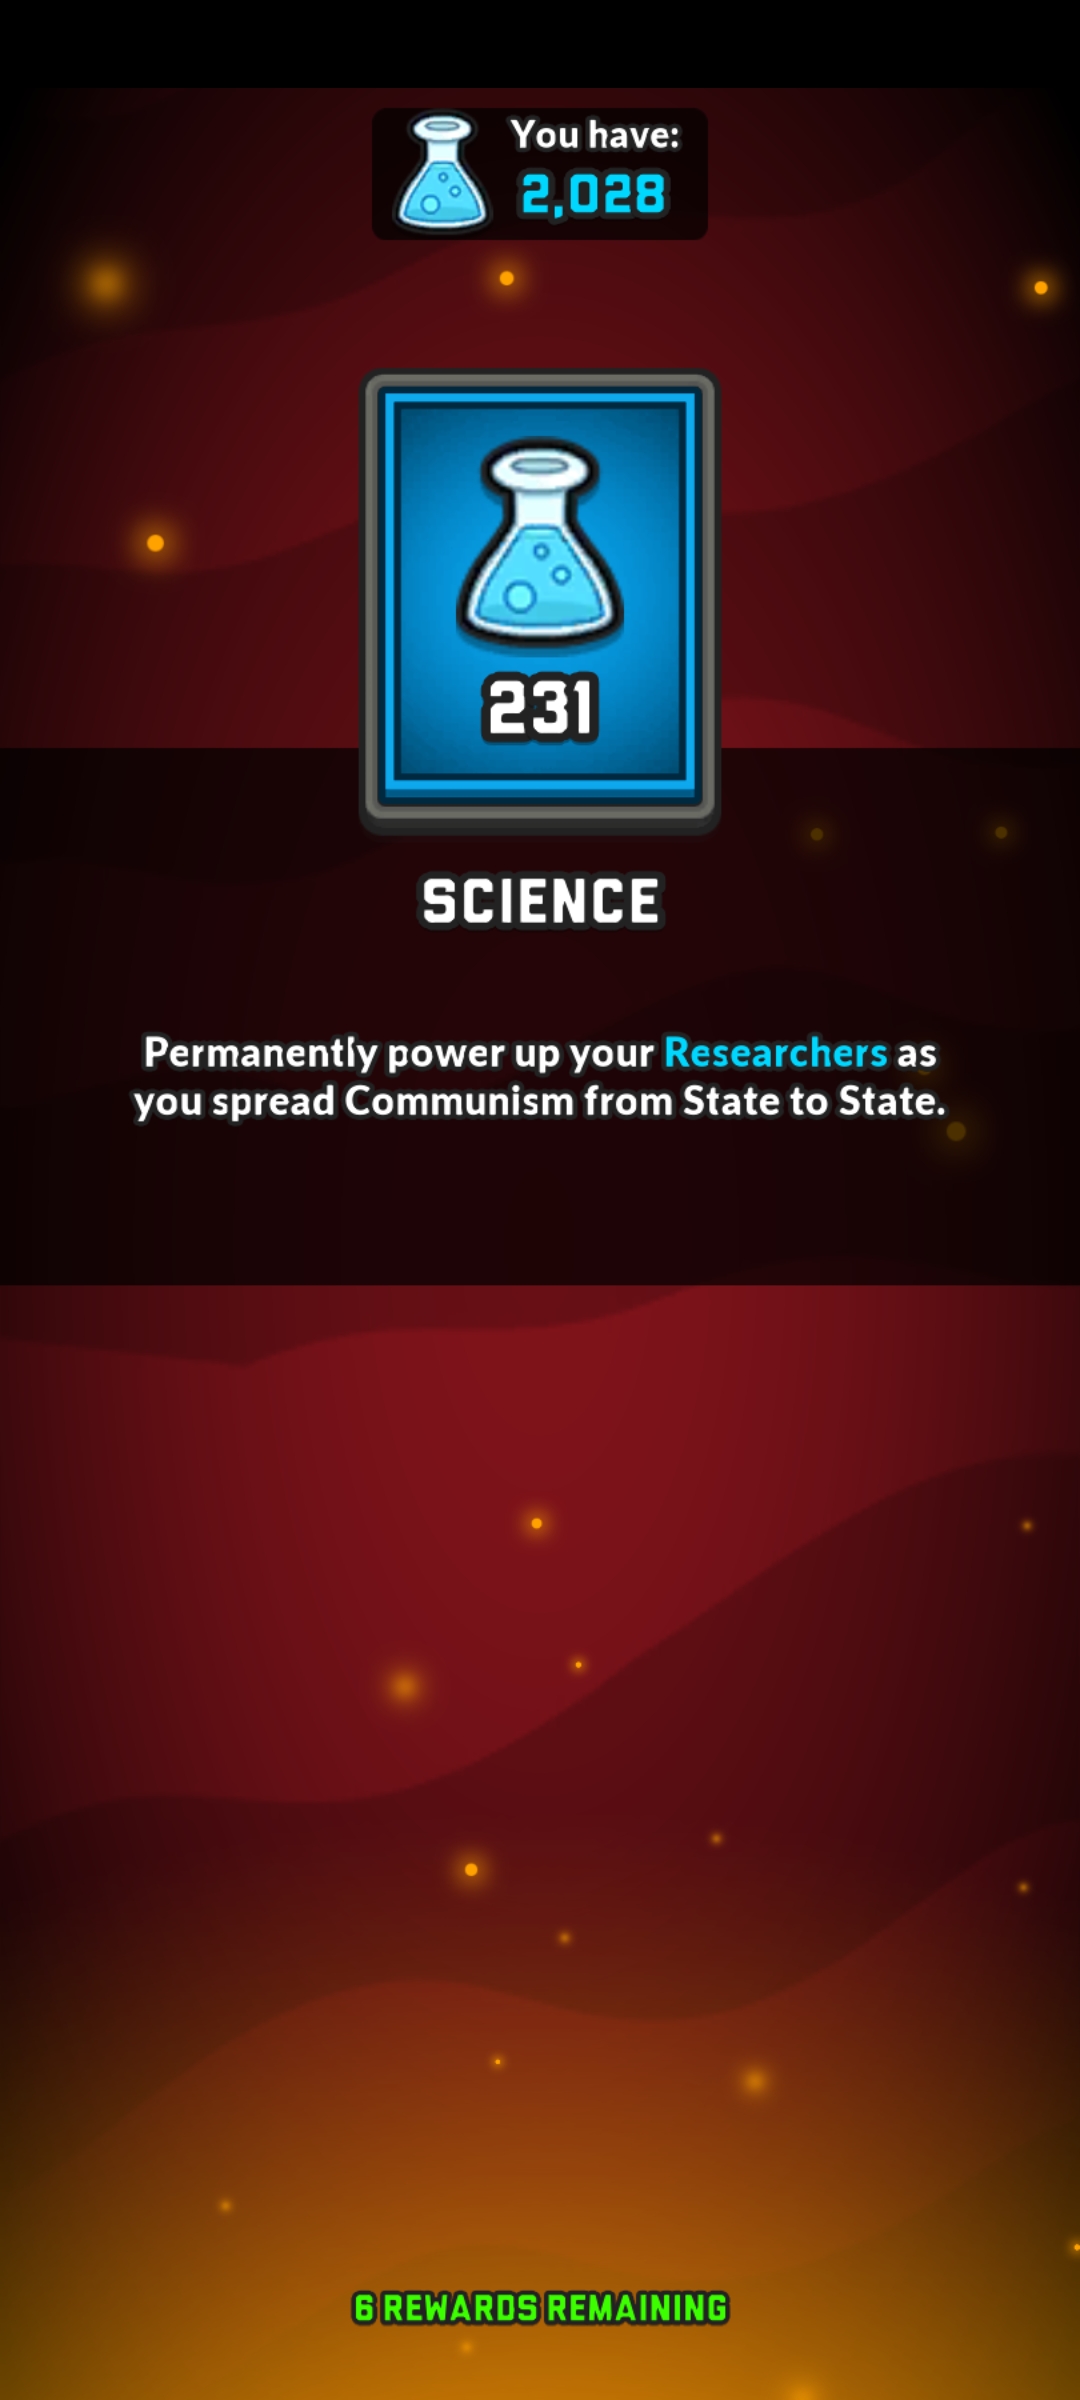 You have:
2,028
231
SCIENCE
Permanently power up your Researchers as
you spread Communism from State to State.
6 REWARDS REMAINING